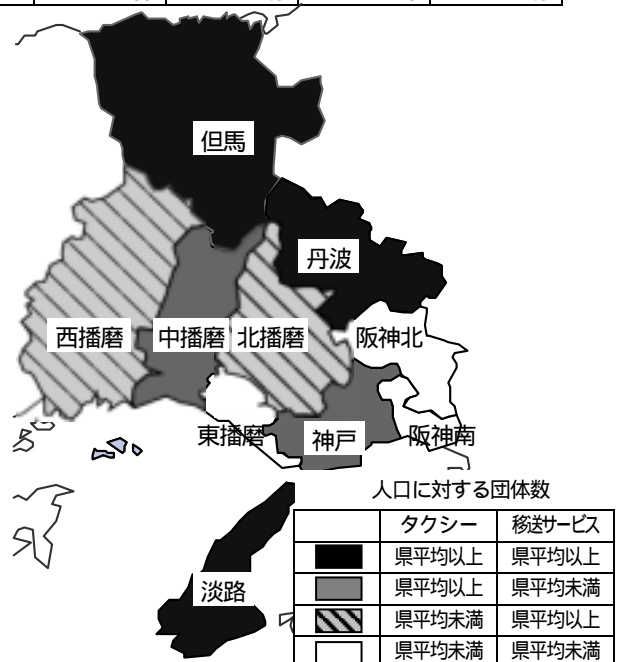 但馬
丹波
西播磨 中播磨 北播磨 阪神北
東播磨 神戸 阪神南
淡路
人口に対する団体数
タクシー 移送サービス
県平均以上 県平均以上
県平均以上 県平均未満
県平均未満 県平均以上
県平均未満 県平均未満